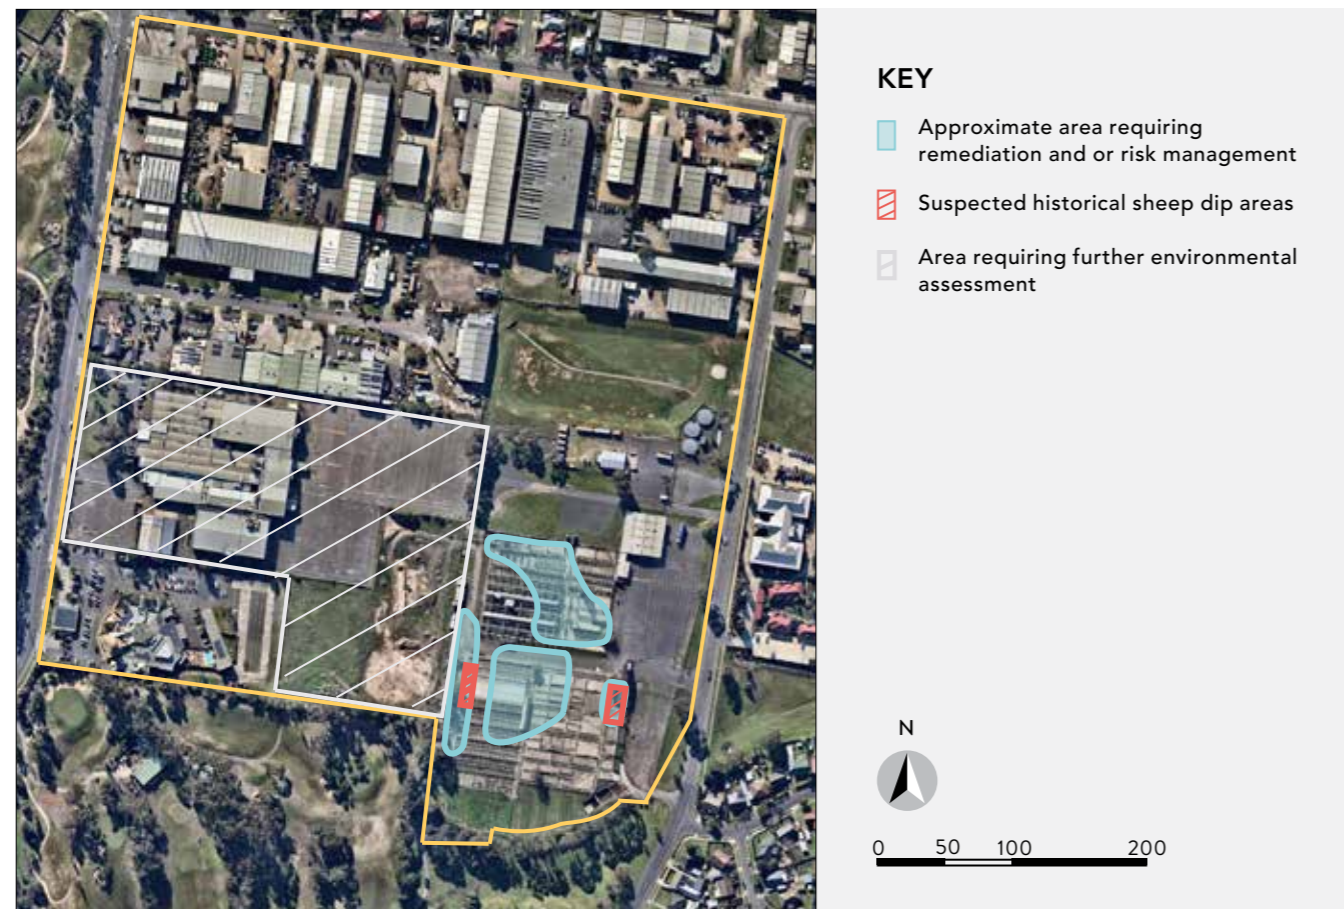 KEY
Approximate area requiring
remediation and or risk management
Suspected historical sheep dip areas
Area requiring further environmental
assessment
N
0 50 100 200